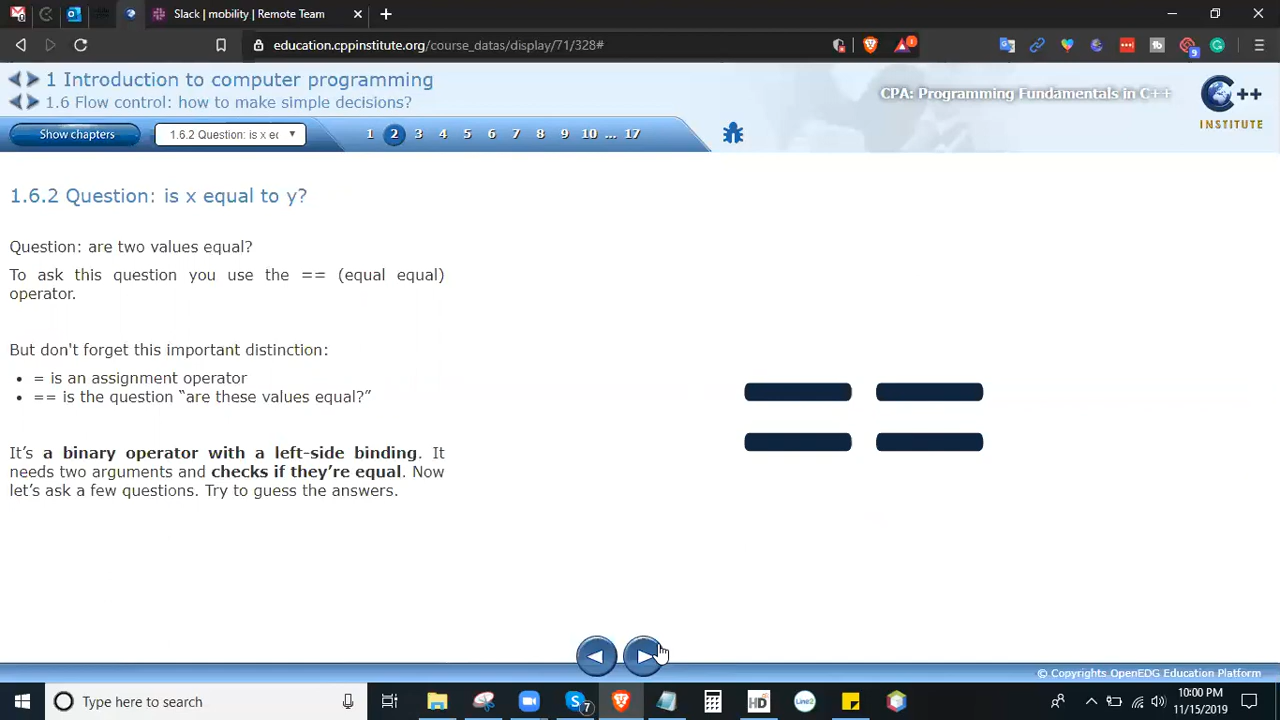 Slack | mobility | Remote Team
education.cppinstitute.org/course_datas/display/71/328#
9
1 Introduction to computer programming
1.6 Flow control: how to make simple decisions?
CPA: Programming Fundamentals in C++
C++
INSTITUTE
Show chapters
1.6.2 Question: is x e
1 2 3 4 5 6 7 8 9 10 ... 17
1.6.2 Question: is x equal to y?
Question: are two values equal?
To ask this question you use the == (equal equal)
operator.
But don't forget this important distinction:
• = is an assignment operator
• == is the question “are these values equal?”
It’s a binary operator with a left-side binding. It
needs two arguments and checks if they’re equal. Now
let’s ask a few questions. Try to guess the answers.
© Copyrights OpenEDG Education Platform
Type here to search
7
HD
Line2
10:00 PM
11/15/2019